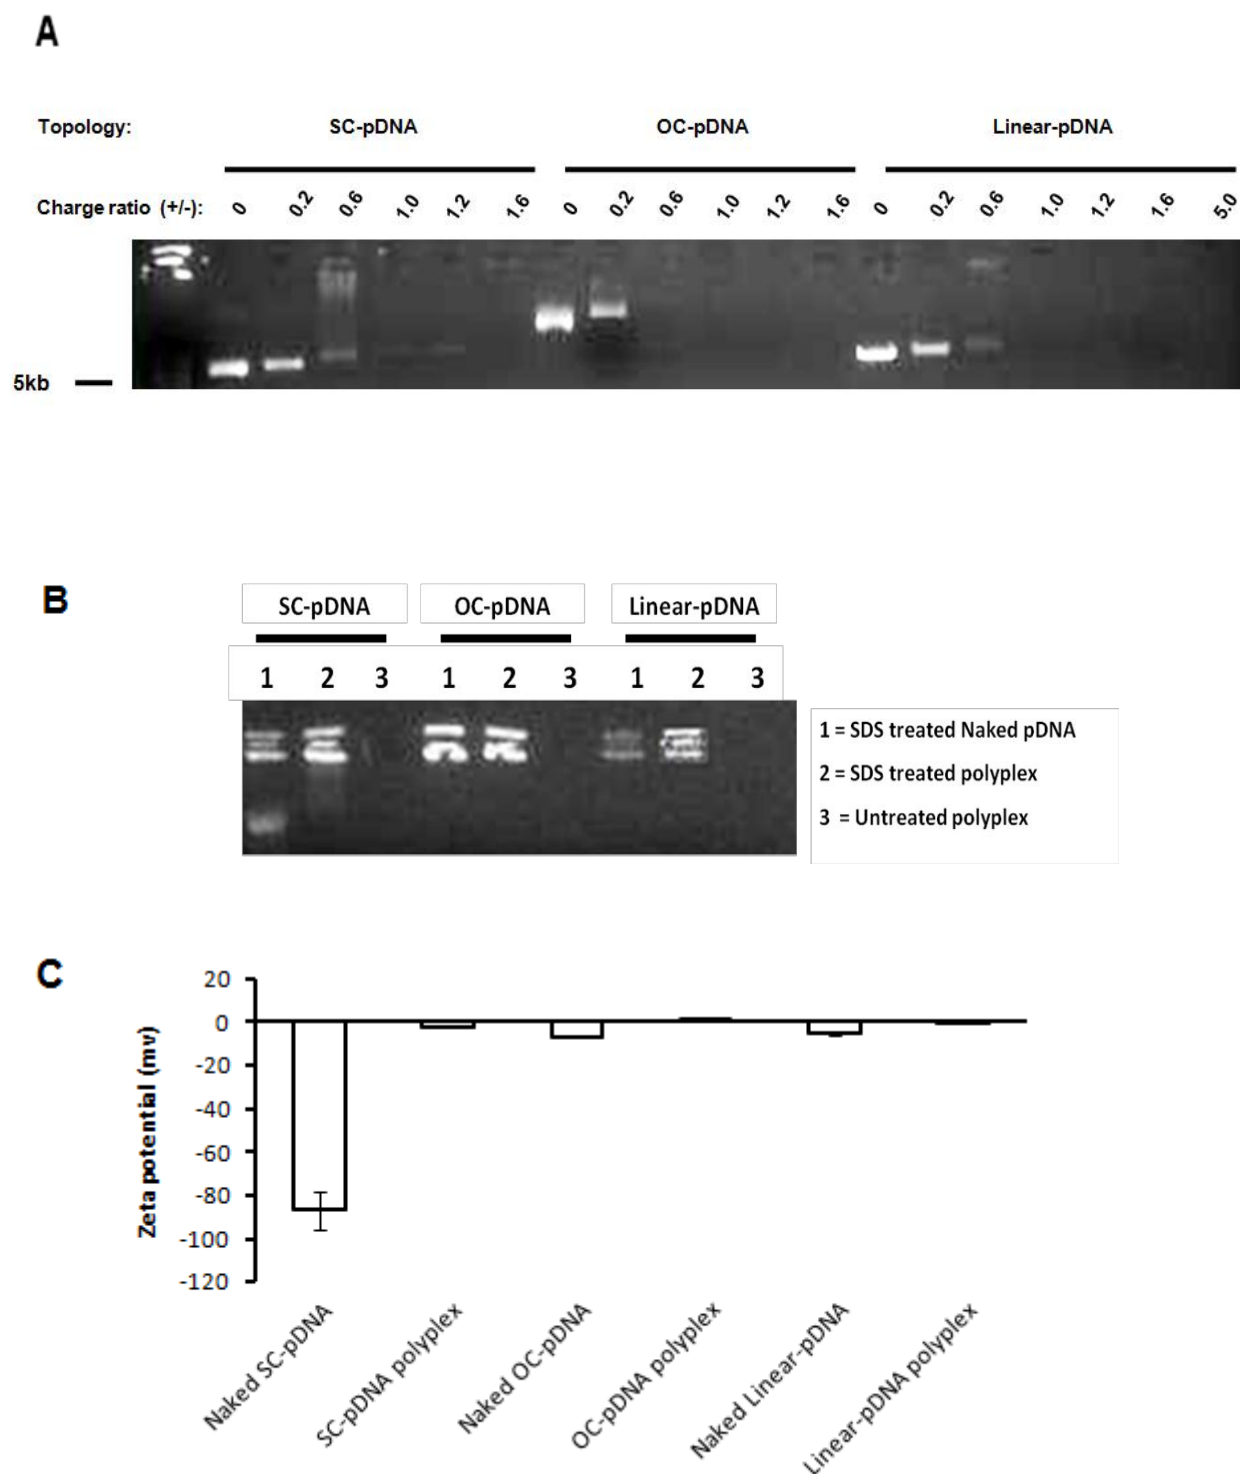 A
Topology: SC-pDNA OC-pDNA Linear-pDNA
Charge ratio (+/-): 0 0.2 0.6 1.0 1.2 1.6 0 0.2 0.6 1.0 1.2 1.6 0 0.2 0.6 1.0 1.2 1.6 5.0
5kb
B
SC-pDNA OC-pDNA Linear-pDNA
1 2 3 1 2 3 1 2 3
1 = SDS treated Naked pDNA
2 = SDS treated polyplex
3 = Untreated polyplex
C
Zeta potential (mv)
20
0
-20
-40
-60
-80
-100
-120
Naked SC-pDNA
SC-pDNA polyplex
Naked OC-pDNA
OC-pDNA polyplex
Naked Linear-pDNA
Linear-pDNA polyplex